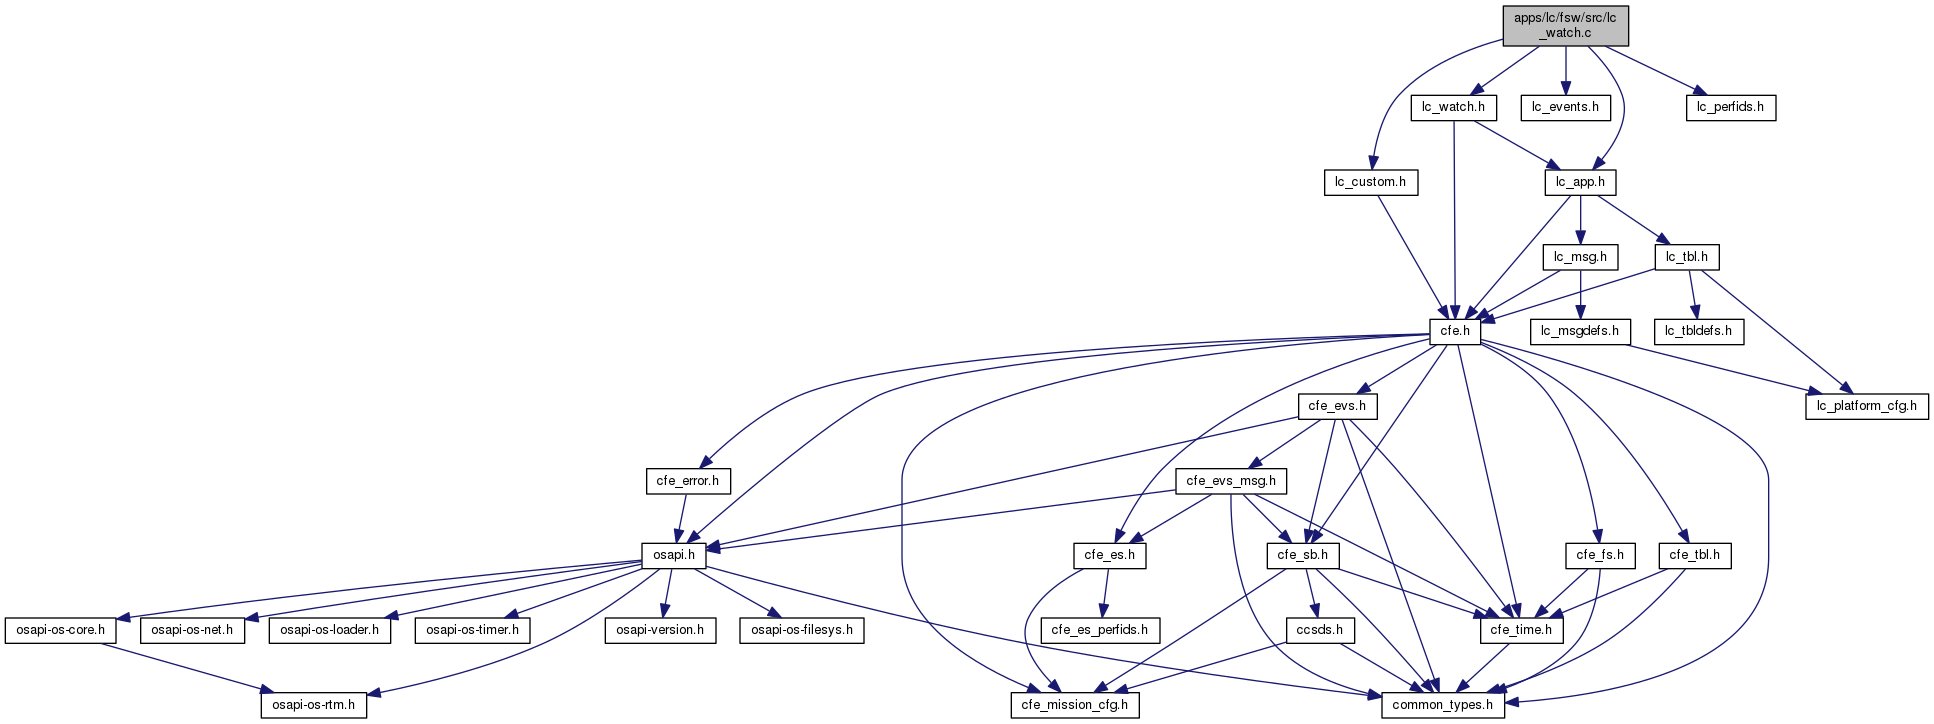 apps/lc/fsw/src/lc
_watch.c
lc_watch.h
lc_events.h
lc_perfids.h
lc_custom.h
lc_app.h
lc_msg.h
lc_tbl.h
cfe.h
lc_msgdefs.h
lc_tbldefs.h
cfe_evs.h
lc_platform_cfg.h
cfe_error.h
cfe_evs_msg.h
osapi.h
cfe_es.h
cfe_sb.h
cfe_fs.h
cfe_tbl.h
osapi-os-core.h
osapi-os-net.h
osapi-os-loader.h
osapi-os-timer.h
osapi-version.h
osapi-os-filesys.h
cfe_es_perfids.h
ccsds.h
cfe_time.h
osapi-os-rtm.h
cfe_mission_cfg.h
common_types.h